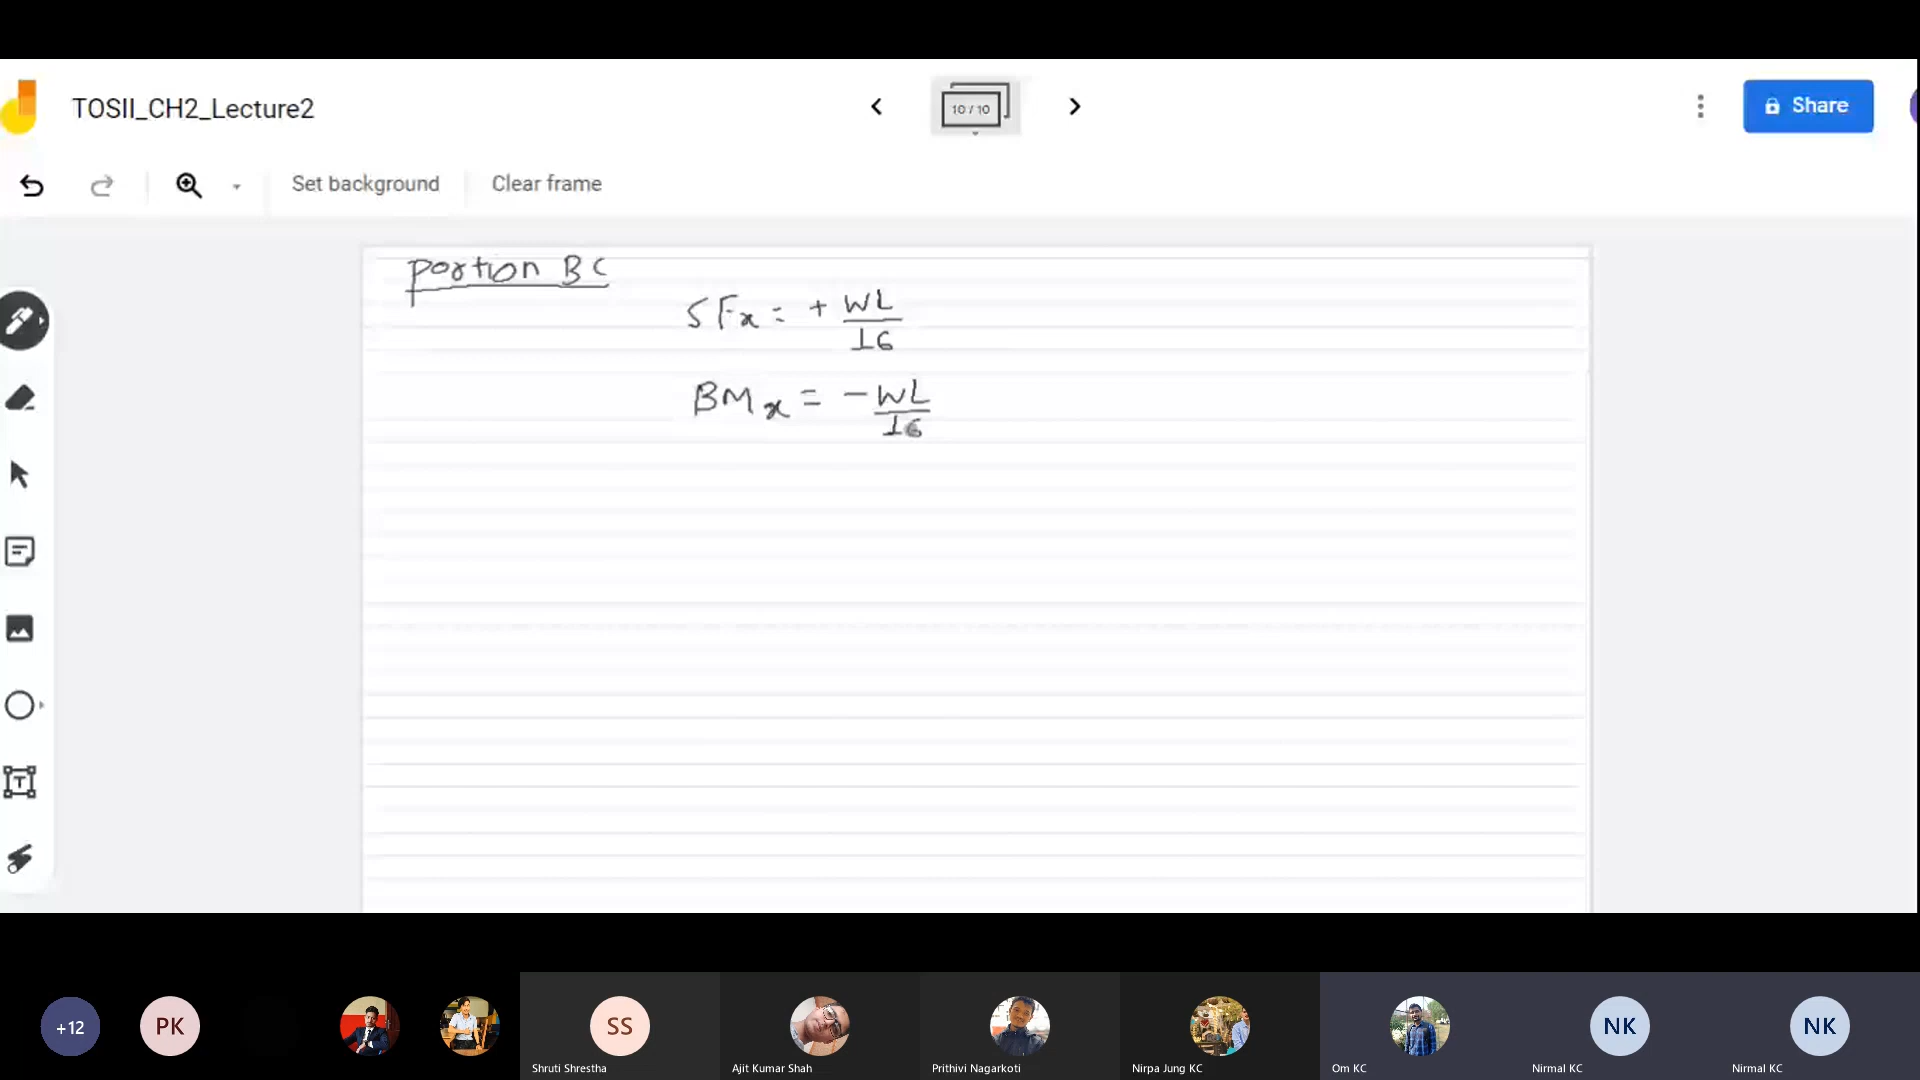 TOSII_CH2_Lecture2
10 / 10
Share
Set background
Clear frame
portion BC
SFx = + WL/16
BMx = - WL/16
+12
PK
SS
NK
NK
Shruti Shrestha
Ajit Kumar Shah
Prithivi Nagarkoti
Nirpa Jung KC
Om KC
Nirmal KC
Nirmal KC